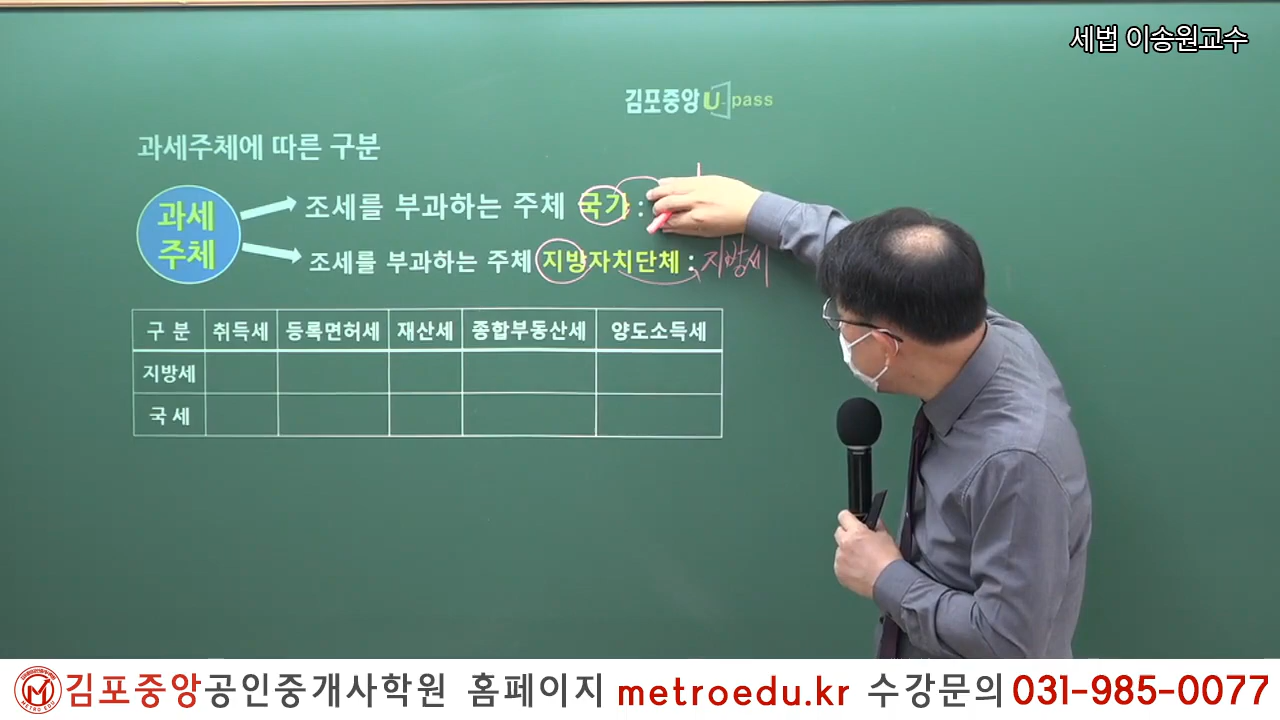 세법 이송원교수
김포중앙 U-pass
과세주체에 따른 구분
과세
주체
조세를 부과하는 주체 국가 :
조세를 부과하는 주체 지방자치단체 : 지방세
구 분 취득세 등록면허세 재산세 종합부동산세 양도소득세
지방세
국 세
METRO EDU 김포중앙공인중개사학원 홈페이지 metroedu.kr 수강문의 031-985-0077